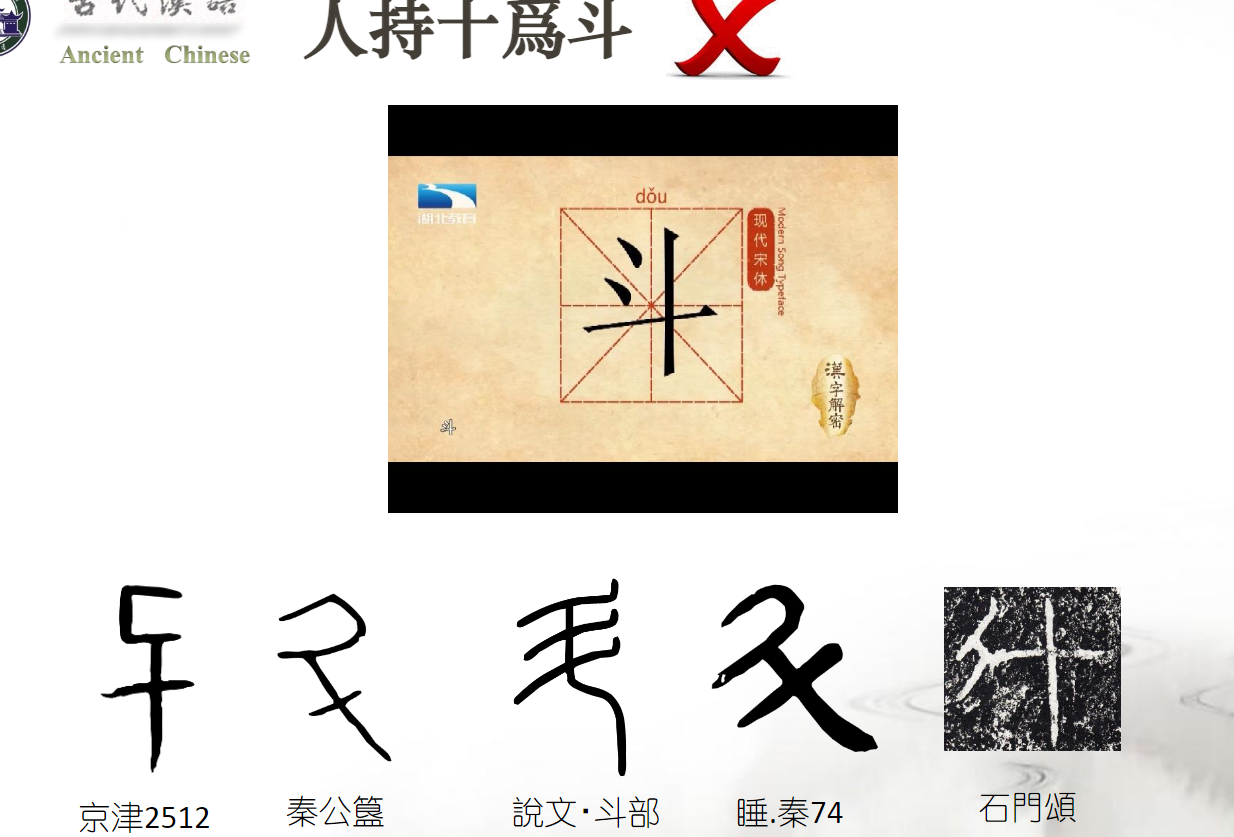 古代漢語
Ancient Chinese
人持十爲斗
湖北教育
dǒu
斗
现代宋体
Modern Song Typeface
漢字解密
斗
京津2512
秦公簋
說文·斗部
睡.秦74
石門頌